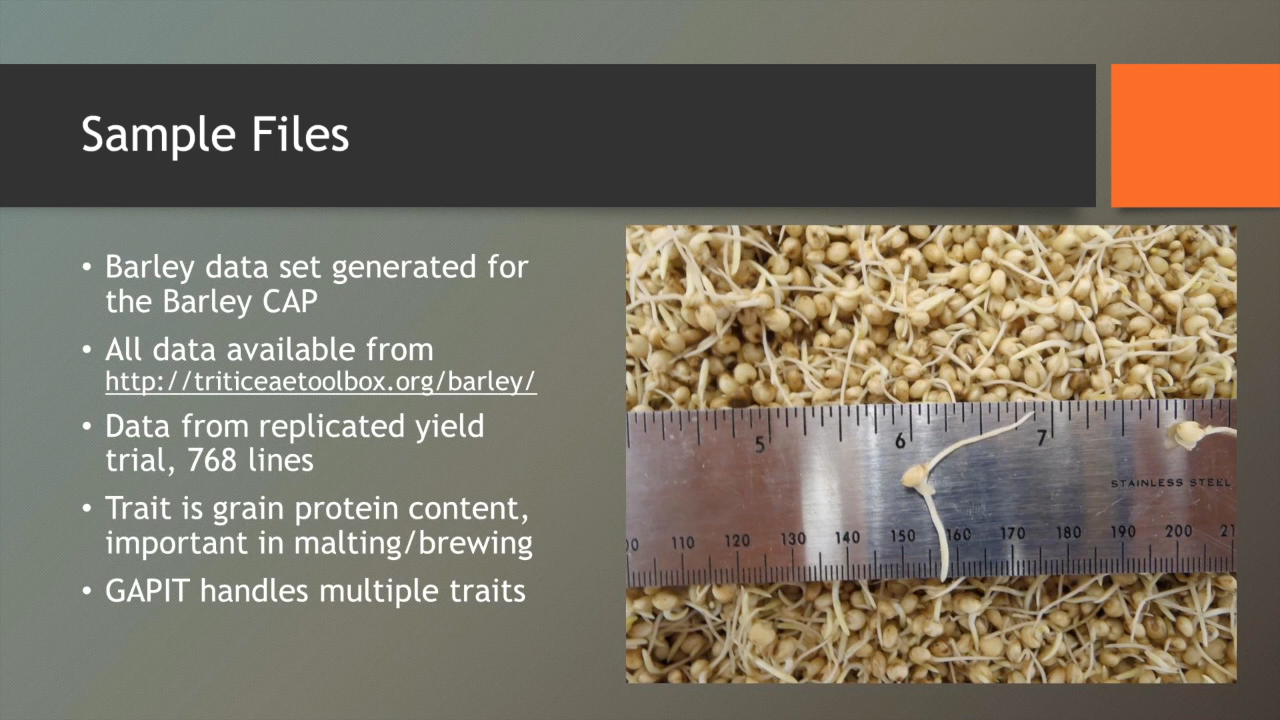 Sample Files
• Barley data set generated for
the Barley CAP
• All data available from
http://triticeaetoolbox.org/barley/
• Data from replicated yield
trial, 768 lines
• Trait is grain protein content,
important in malting/brewing
• GAPIT handles multiple traits
5 6 7
STAINLESS STEEL
110 120 130 140 150 160 170 180 190 200